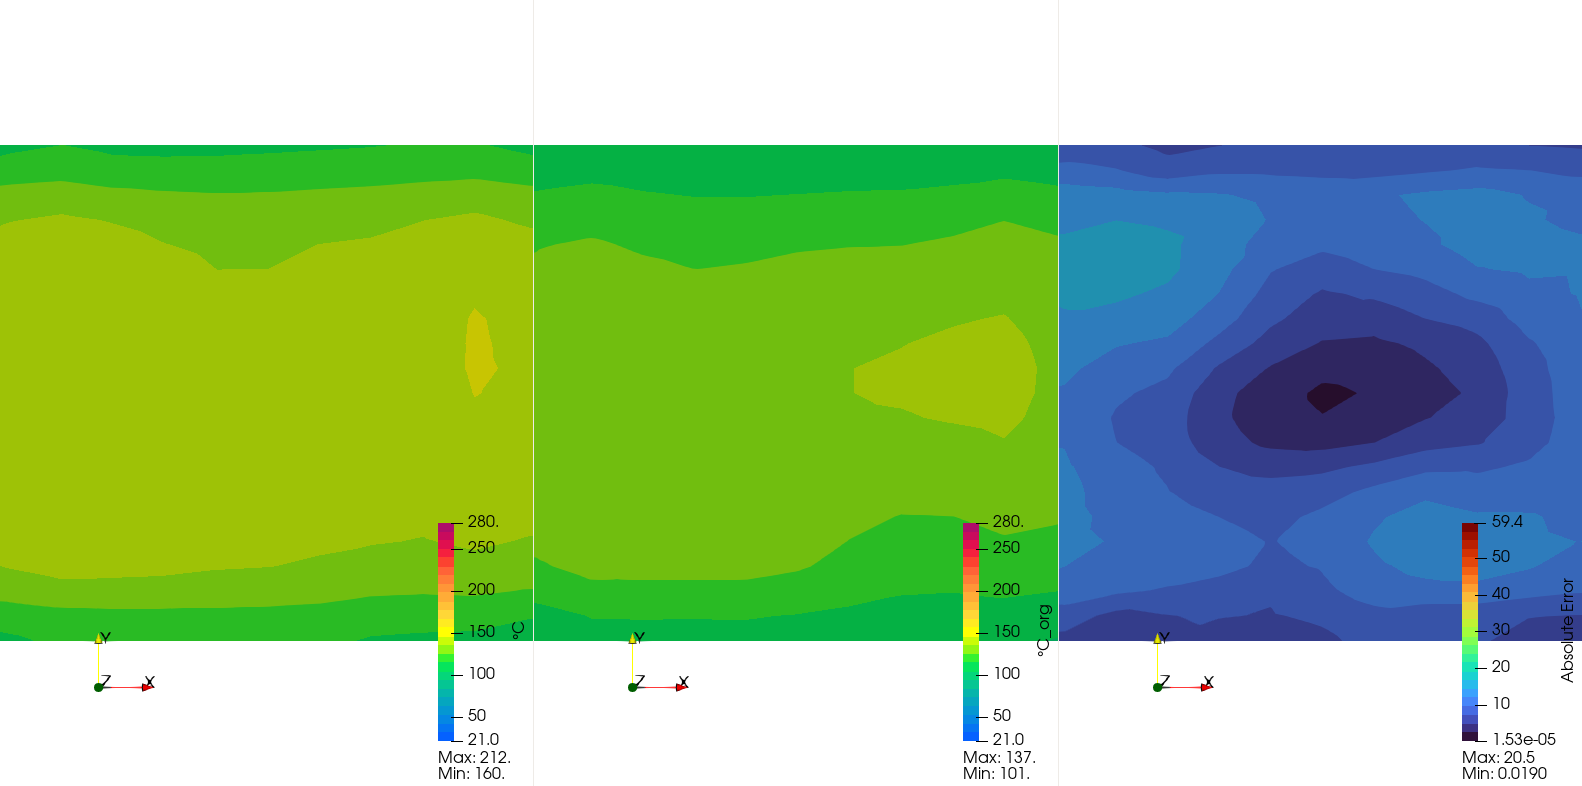 280.
250
200
150
100
50
21.0
°C
Max: 212.
Min: 160.
Y
Z
X
280.
250
200
150
100
50
21.0
°C_org
Max: 137.
Min: 101.
Y
Z
X
59.4
50
40
30
20
10
1.53e-05
Absolute Error
Max: 20.5
Min: 0.0190
Y
Z
X